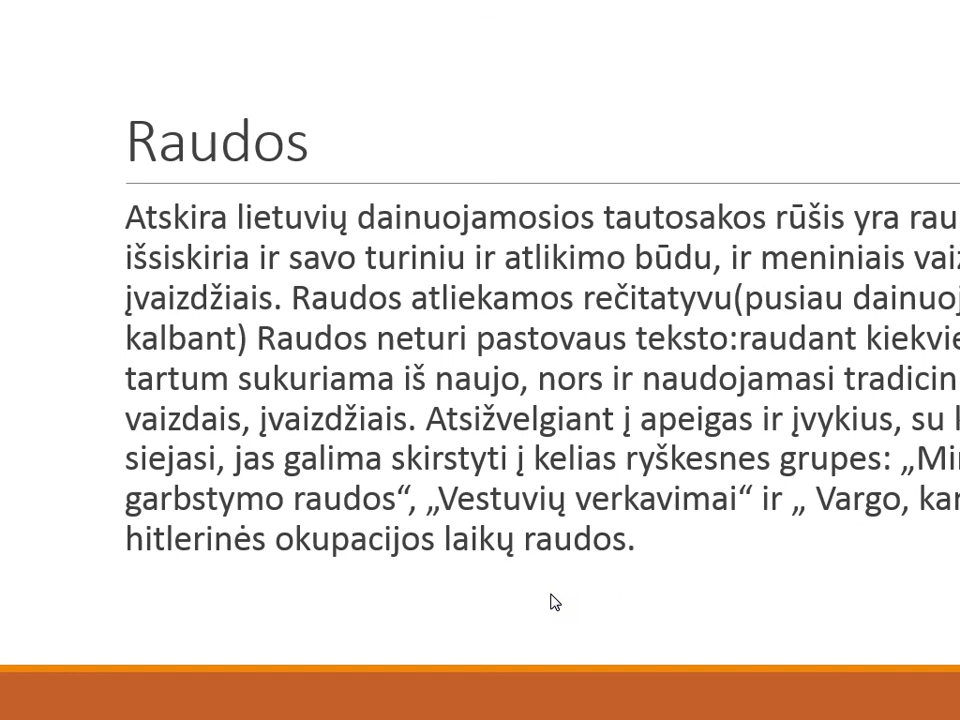 Raudos
Atskira lietuvių dainuojamosios tautosakos rūšis yra rau
išsiskiria ir savo turiniu ir atlikimo būdu, ir meniniais vaiz
įvaizdžiais. Raudos atliekamos rečitatyvu(pusiau dainuoj
kalbant) Raudos neturi pastovaus teksto:raudant kiekvie
tartum sukuriama iš naujo, nors ir naudojamasi tradicin
vaizdais, įvaizdžiais. Atsižvelgiant į apeigas ir įvykius, su k
siejasi, jas galima skirstyti į kelias ryškesnes grupes: „Mir
garbstymo raudos“, „Vestuvių verkavimai“ ir „ Vargo, kar
hitlerinės okupacijos laikų raudos.